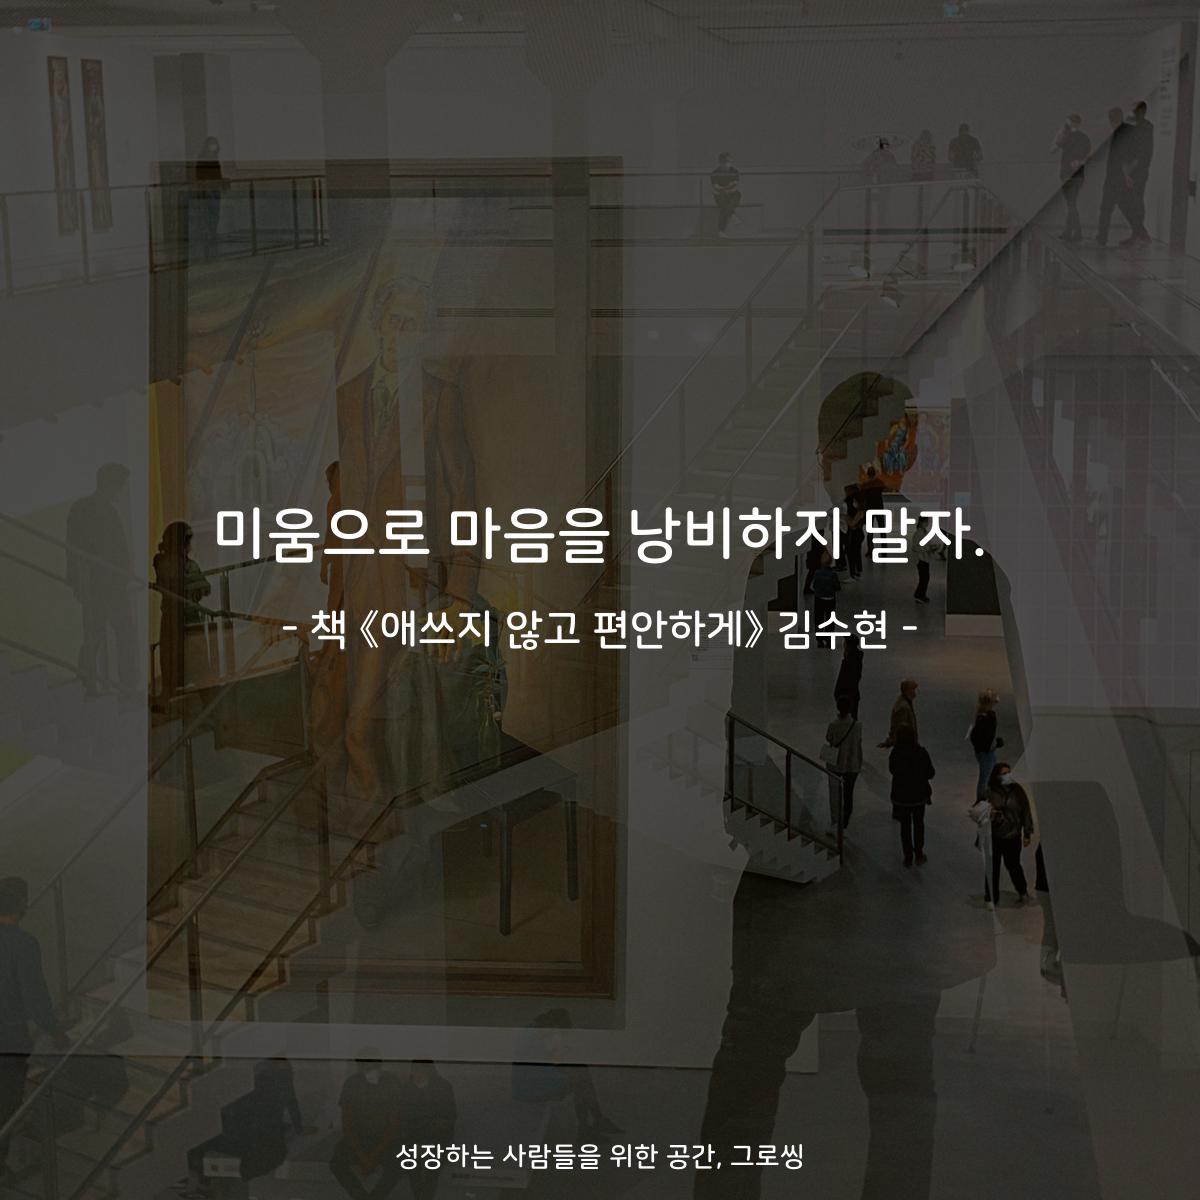 미움으로 마음을 낭비하지 말자.
- 책 《애쓰지 않고 편안하게》 김수현 -
성장하는 사람들을 위한 공간, 그로씽